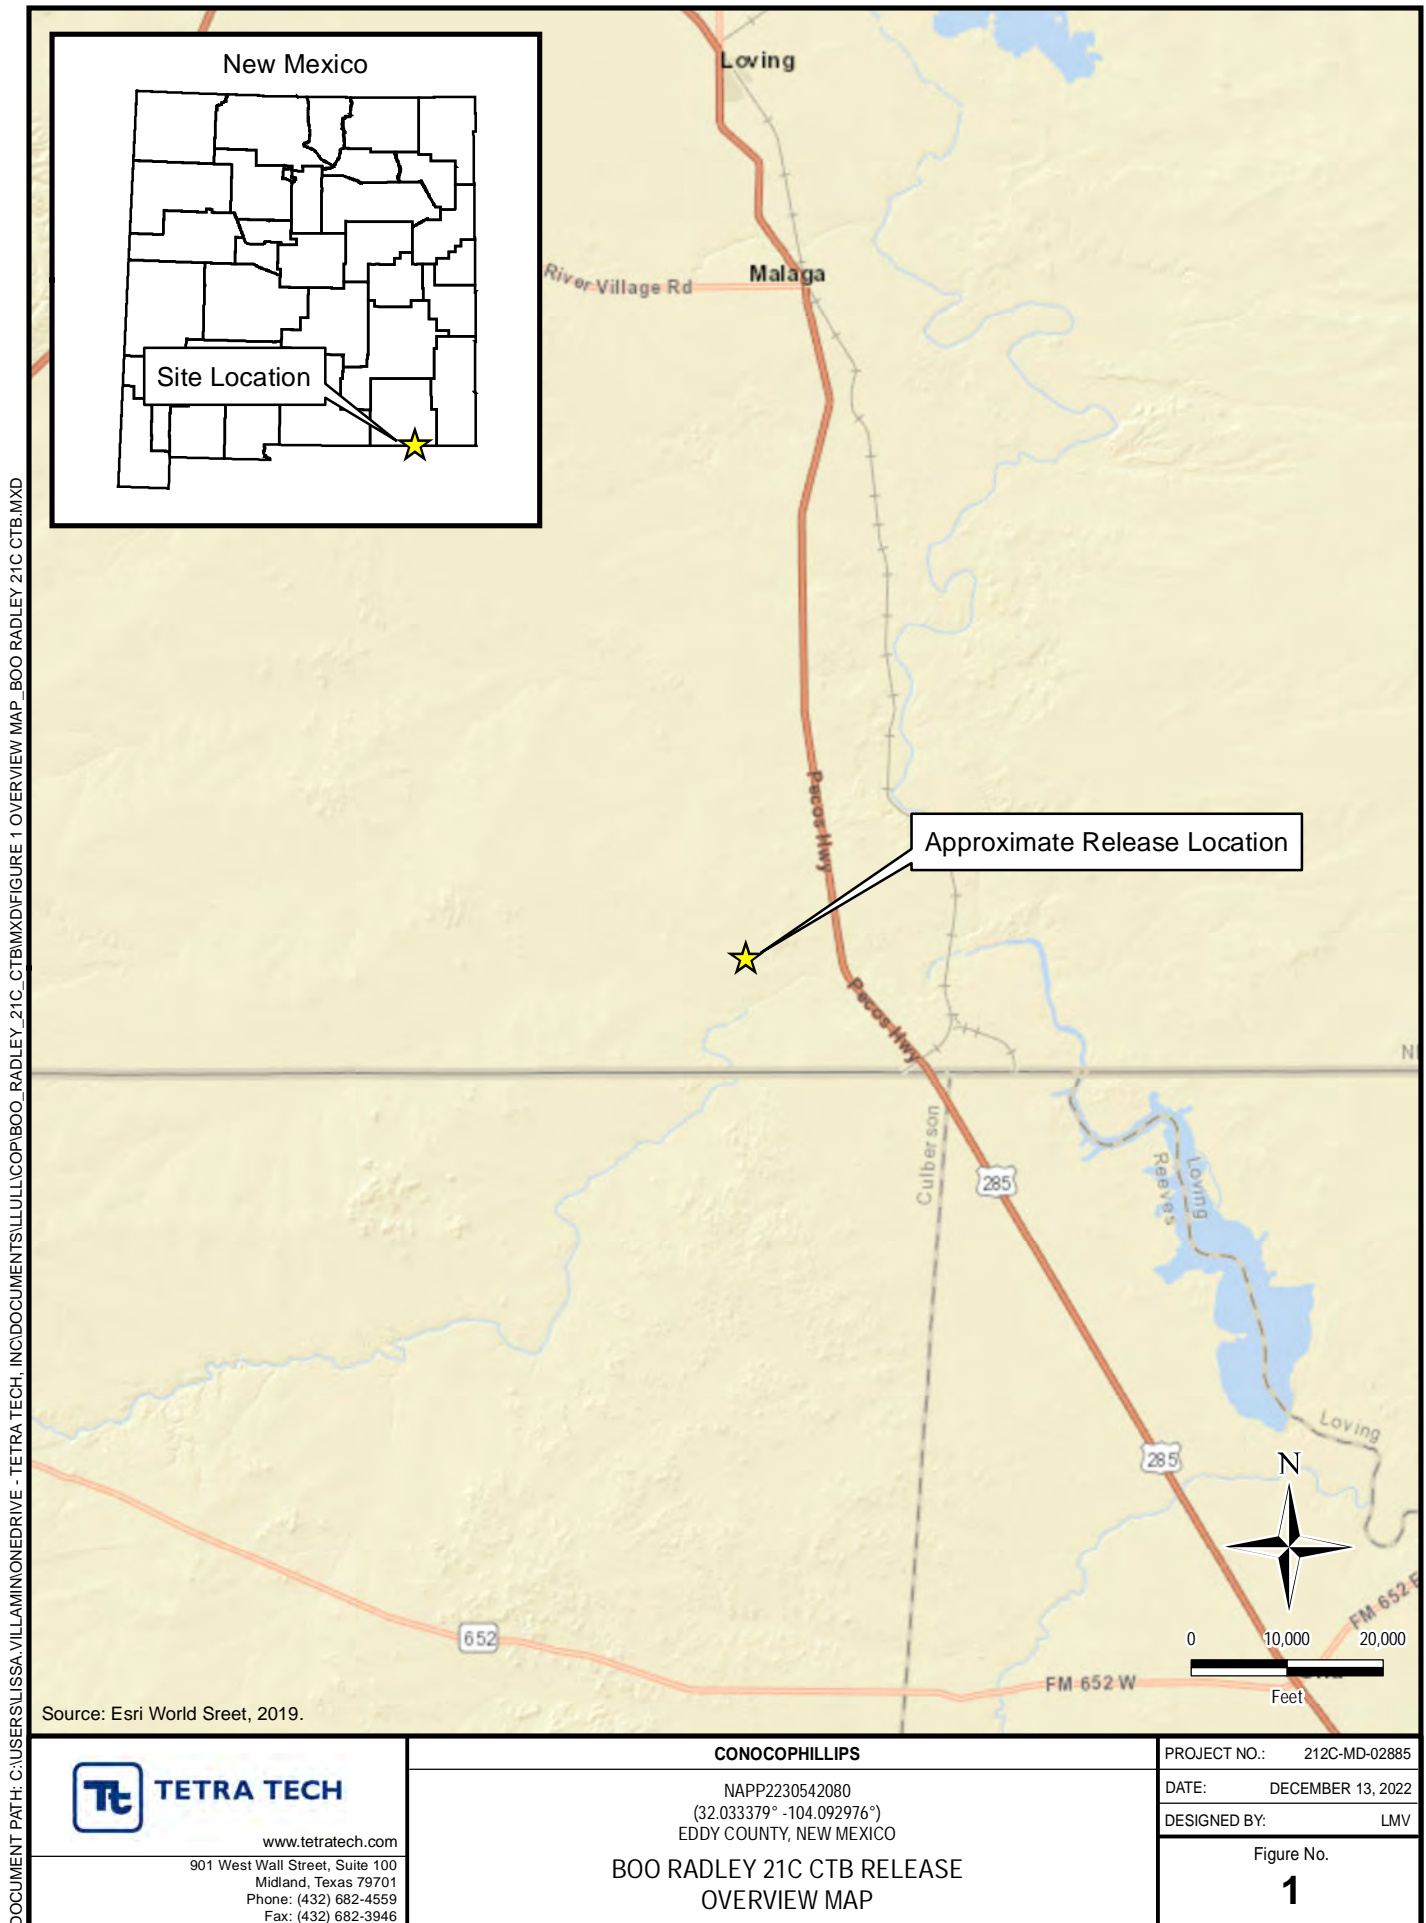 New Mexico
Site Location
Loving
River Village Rd
Malaga
Pecos Hwy
Approximate Release Location
Pecos Hwy
Culberson
285
Reeves
Loving
Loving
285
N
652
FM 652 W
FM 652 E
0 10,000 20,000
Feet
Source: Esri World Sreet, 2019.
DOCUMENT PATH: C:\USERS\LISSA.VILLAMIN\ONEDRIVE - TETRA TECH, INC\DOCUMENTS\LLULL\COP\BOO_RADLEY_21C_CTB\MXD\FIGURE 1 OVERVIEW MAP_BOO RADLEY 21C CTB.MXD
Tt TETRA TECH
www.tetratech.com
901 West Wall Street, Suite 100
Midland, Texas 79701
Phone: (432) 682-4559
Fax: (432) 682-3946
CONOCOPHILLIPS
NAPP2230542080
(32.033379° -104.092976°)
EDDY COUNTY, NEW MEXICO
BOO RADLEY 21C CTB RELEASE
OVERVIEW MAP
PROJECT NO.: 212C-MD-02885
DATE: DECEMBER 13, 2022
DESIGNED BY: LMV
Figure No.
1